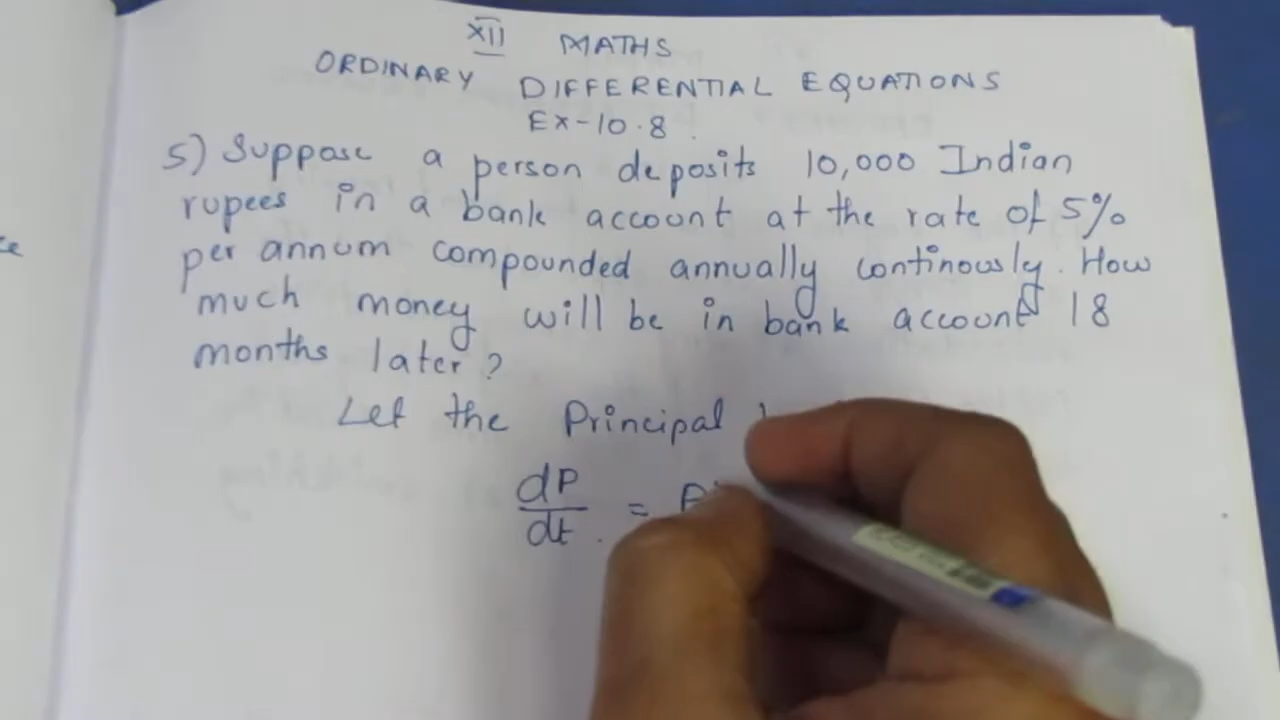 XII MATHS
ORDINARY DIFFERENTIAL EQUATIONS
Ex-10.8.
5) Suppose a person deposits 10,000 Indian
rupees in a bank account at the rate of 5%
per annum compounded annually continously. How
much money will be in bank account 18
months later?
Let the Principal
dP/dt = P